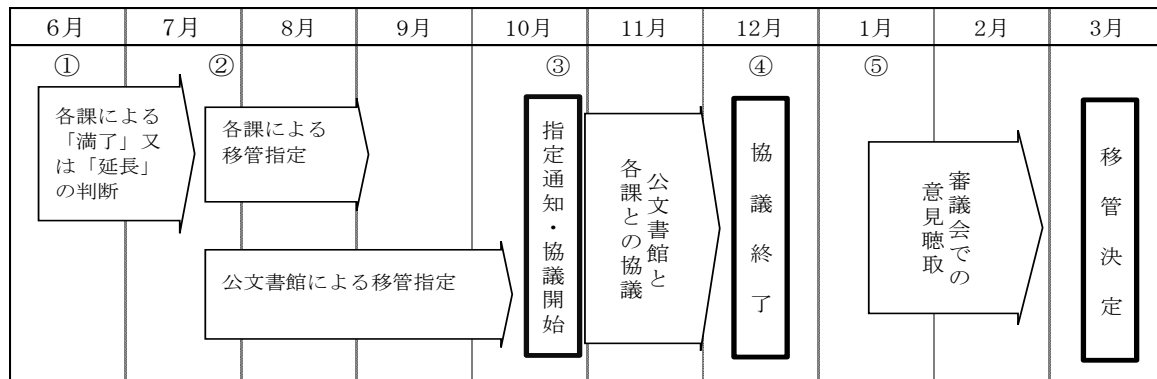 6月 7月 8月 9月 10月 11月 12月 1月 2月 3月
① ② ③ ④ ⑤
各課による
「満了」又
は「延長」
の判断
各課による
移管指定
公文書館による移管指定
指定通知・協議開始
公文書館と
各課との協議
協議終了
審議会での
意見聴取
移管決定